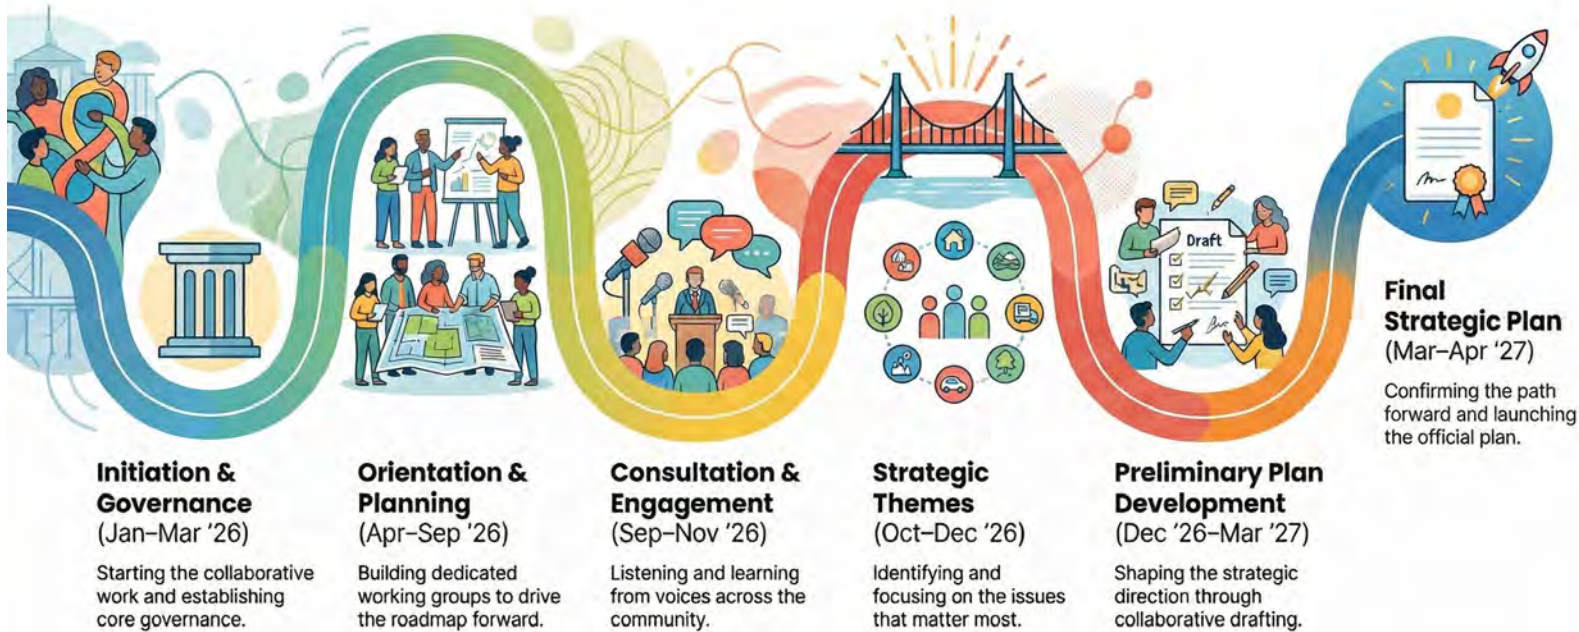 Initiation &
Governance
(Jan–Mar '26)
Starting the collaborative
work and establishing
core governance.
Orientation &
Planning
(Apr–Sep '26)
Building dedicated
working groups to drive
the roadmap forward.
Consultation &
Engagement
(Sep–Nov '26)
Listening and learning
from voices across the
community.
Strategic
Themes
(Oct–Dec '26)
Identifying and
focusing on the issues
that matter most.
Draft
Preliminary Plan
Development
(Dec '26–Mar '27)
Shaping the strategic
direction through
collaborative drafting.
Final
Strategic Plan
(Mar–Apr '27)
Confirming the path
forward and launching
the official plan.